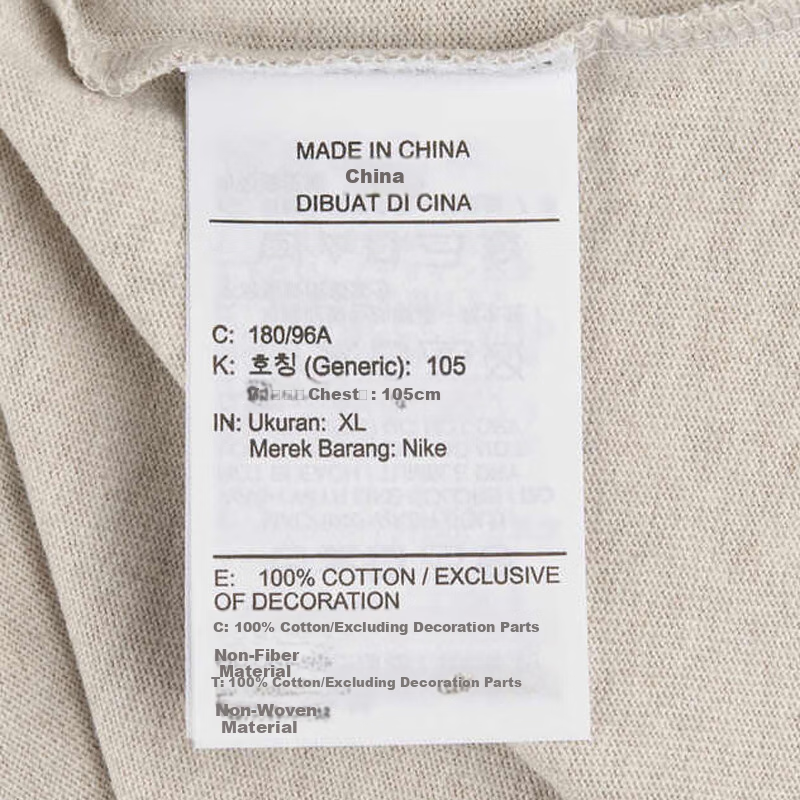 MADE IN CHINA
China
DIBUAT DI CINA
C: 180/96A
K: 호칭 (Generic): 105
Chest : 105cm
IN: Ukuran: XL
Merek Barang: Nike
E: 100% COTTON / EXCLUSIVE
OF DECORATION
C: 100% Cotton/Excluding Decoration Parts
Non-Fiber
Material
T: 100% Cotton/Excluding Decoration Parts
Non-Woven
Material